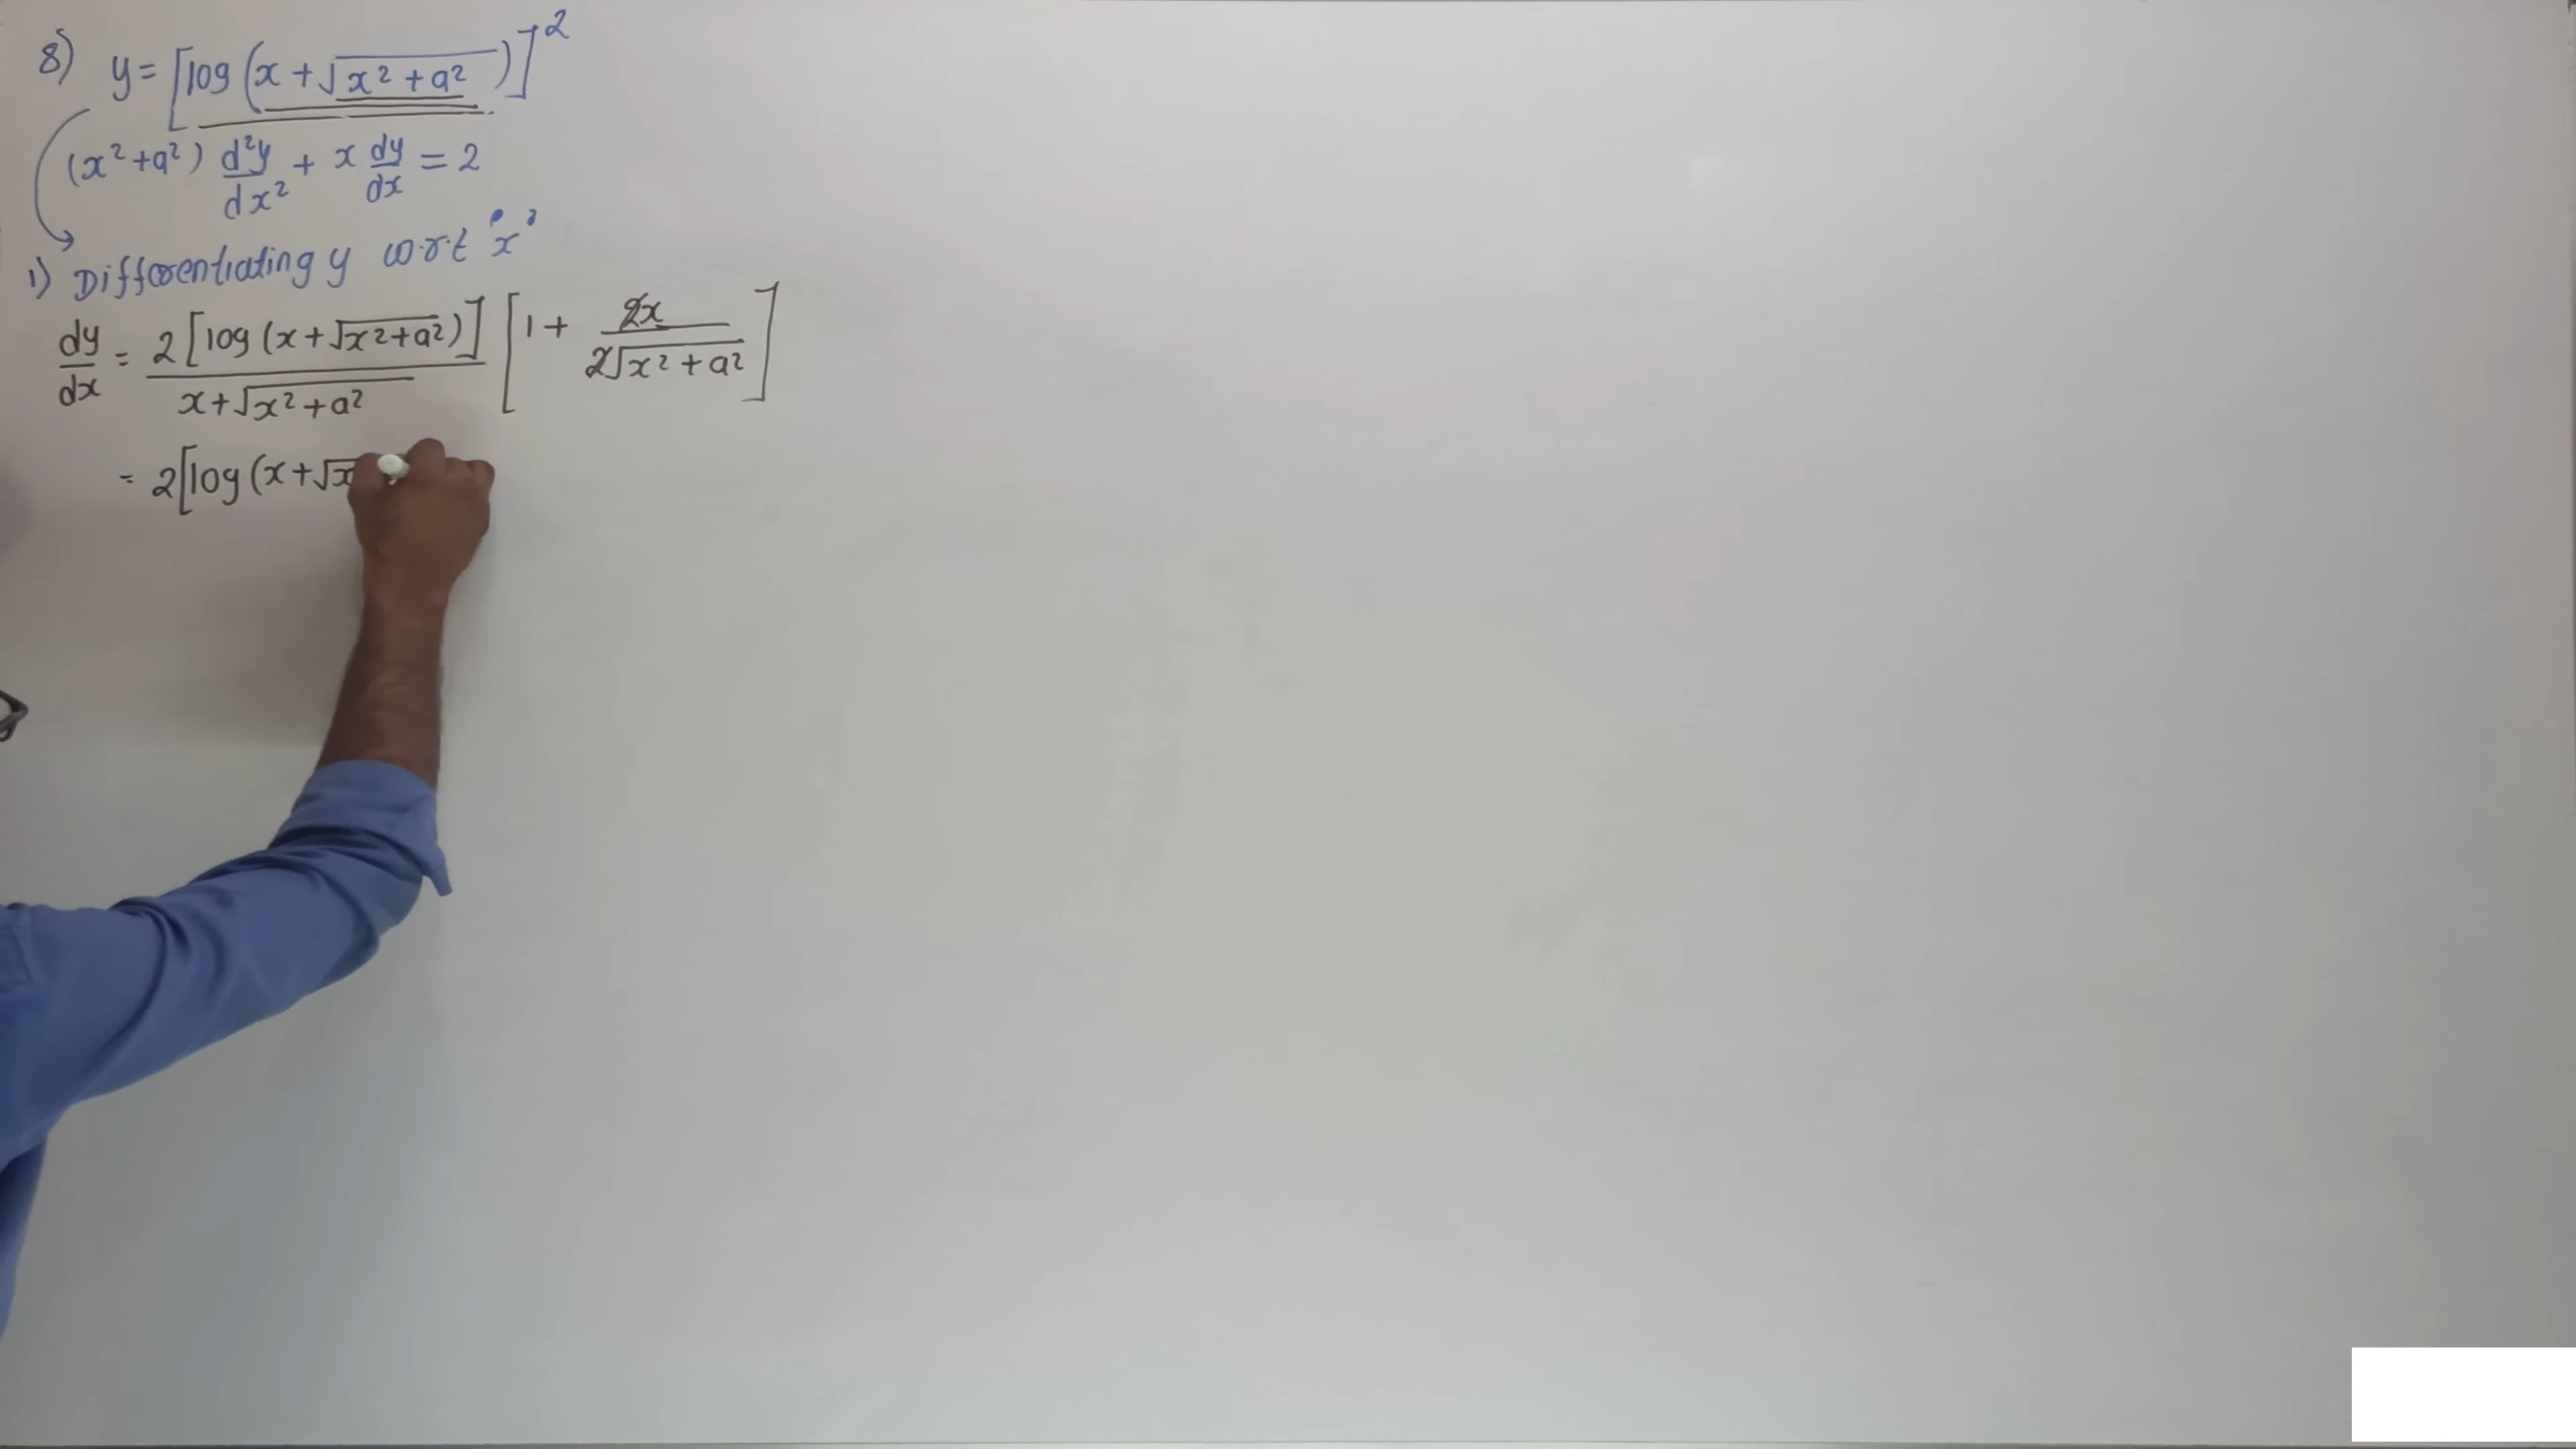 8) y = [log (x + √(x² + a²))]²
(x² + a²) d²y/dx² + x dy/dx = 2
1) Differentiating y w.r.t 'x'
dy/dx = 2[log (x + √(x² + a²))] / (x + √(x² + a²)) [1 + 2x / (2√(x² + a²))]
= 2[log (x + √x